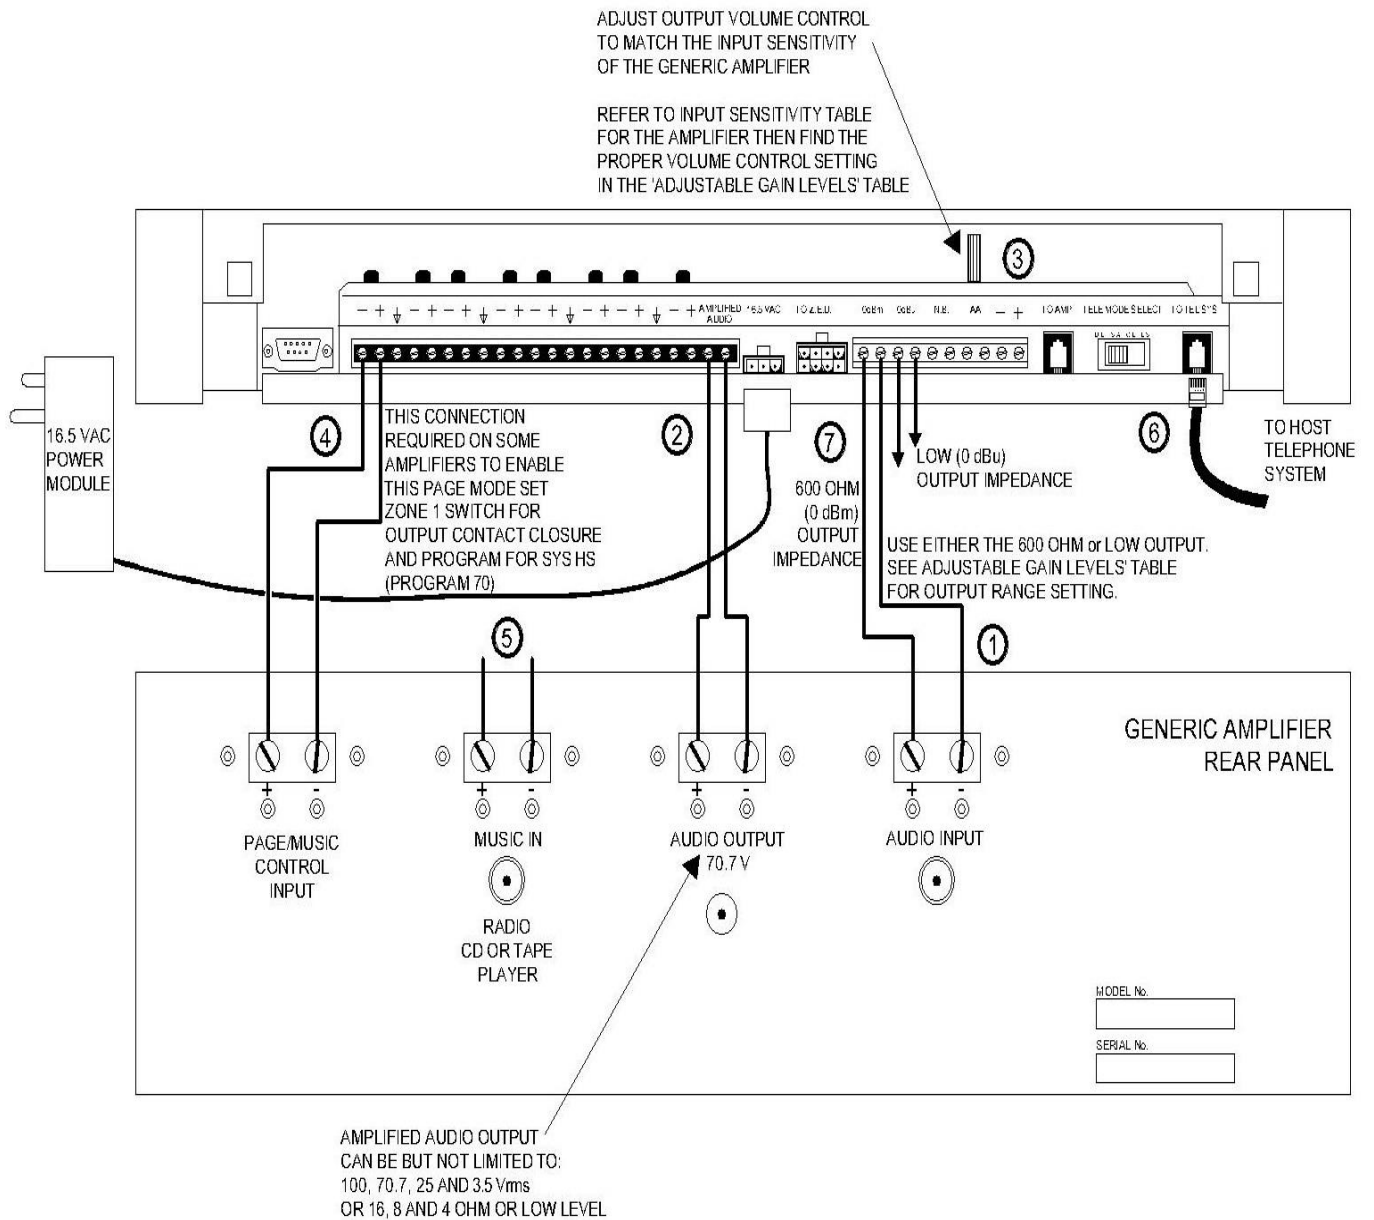 ADJUST OUTPUT VOLUME CONTROL
TO MATCH THE INPUT SENSITIVITY
OF THE GENERIC AMPLIFIER
REFER TO INPUT SENSITIVITY TABLE
FOR THE AMPLIFIER THEN FIND THE
PROPER VOLUME CONTROL SETTING
IN THE 'ADJUSTABLE GAIN LEVELS' TABLE
3
- + - + - + - + - + - + - + - +
AMPLIFIED
AUDIO
16.5 VAC
TO Z.E.D.
0dBm
0dBu
N.B.
AA
- +
TO AMP
TELE MODE SELECT
TO TEL SYS
16.5 VAC
POWER
MODULE
4
THIS CONNECTION
REQUIRED ON SOME
AMPLIFIERS TO ENABLE
THIS PAGE MODE SET
ZONE 1 SWITCH FOR
OUTPUT CONTACT CLOSURE
AND PROGRAM FOR SYS HS
(PROGRAM 70)
2
7
600 OHM
(0 dBm)
OUTPUT
IMPEDANCE
LOW (0 dBu)
OUTPUT IMPEDANCE
6
TO HOST
TELEPHONE
SYSTEM
USE EITHER THE 600 OHM or LOW OUTPUT.
SEE ADJUSTABLE GAIN LEVELS' TABLE
FOR OUTPUT RANGE SETTING.
5
1
GENERIC AMPLIFIER
REAR PANEL
+ -
PAGE/MUSIC
CONTROL
INPUT
+ -
MUSIC IN
RADIO
CD OR TAPE
PLAYER
+ -
AUDIO OUTPUT
70.7 V
+ -
AUDIO INPUT
MODEL No.
SERIAL No.
AMPLIFIED AUDIO OUTPUT
CAN BE BUT NOT LIMITED TO:
100, 70.7, 25 AND 3.5 Vrms
OR 16, 8 AND 4 OHM OR LOW LEVEL